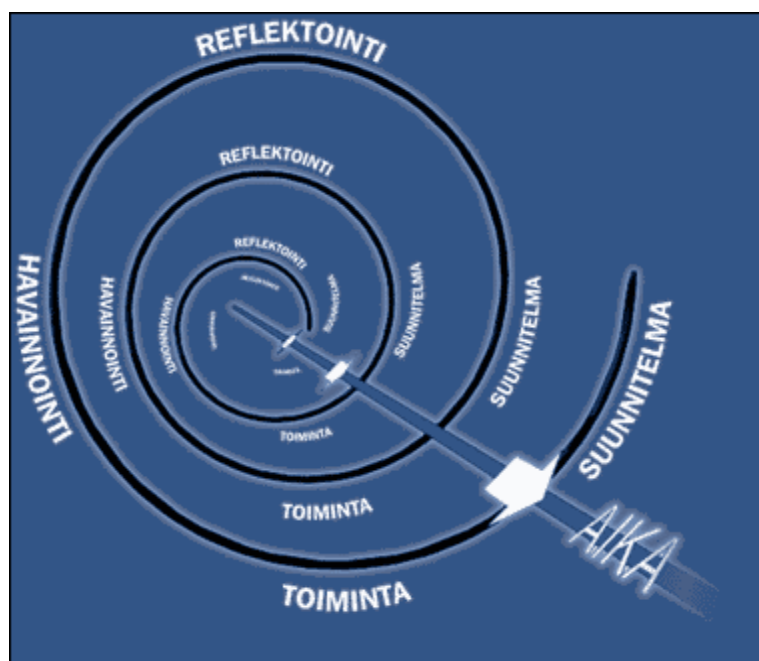 REFLEKTOINTI
REFLEKTOINTI
REFLEKTOINTI
SUUNNITELMA
SUUNNITELMA
SUUNNITELMA
SUUNNITELMA
HAVAINNOINTI
HAVAINNOINTI
HAVAINNOINTI
TOIMINTA
TOIMINTA
TOIMINTA
AIKA